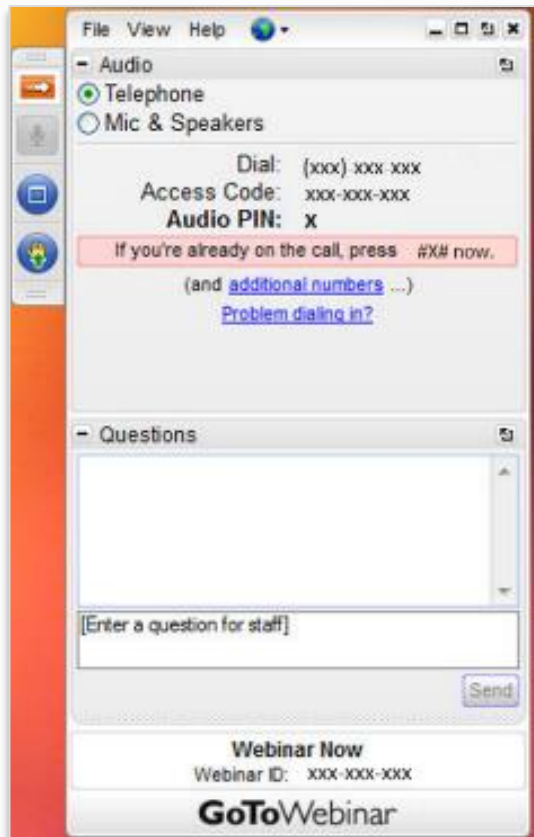 File View Help
Audio
Telephone
Mic & Speakers
Dial: (xxx) xxx xxx
Access Code: xxx-xxx-xxx
Audio PIN: x
If you're already on the call, press #X# now.
(and additional numbers ...)
Problem dialing in?
Questions
[Enter a question for staff]
Send
Webinar Now
Webinar ID: xxx-xxx-xxx
GoToWebinar